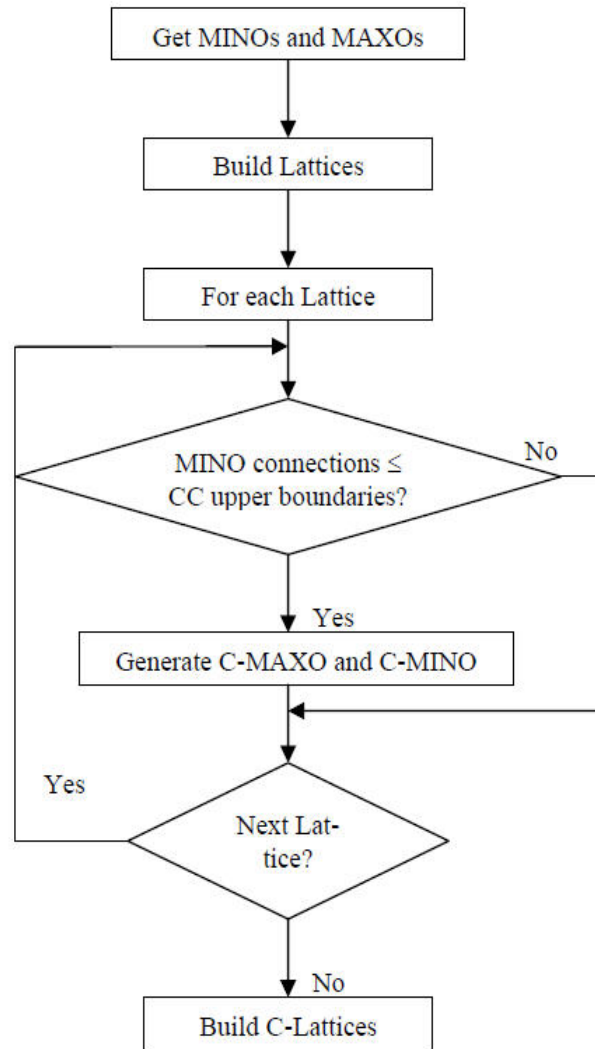 Get MINOs and MAXOs
Build Lattices
For each Lattice
MINO connections ≤
CC upper boundaries?
No
Yes
Generate C-MAXO and C-MINO
Yes
Next Lat-
tice?
No
Build C-Lattices